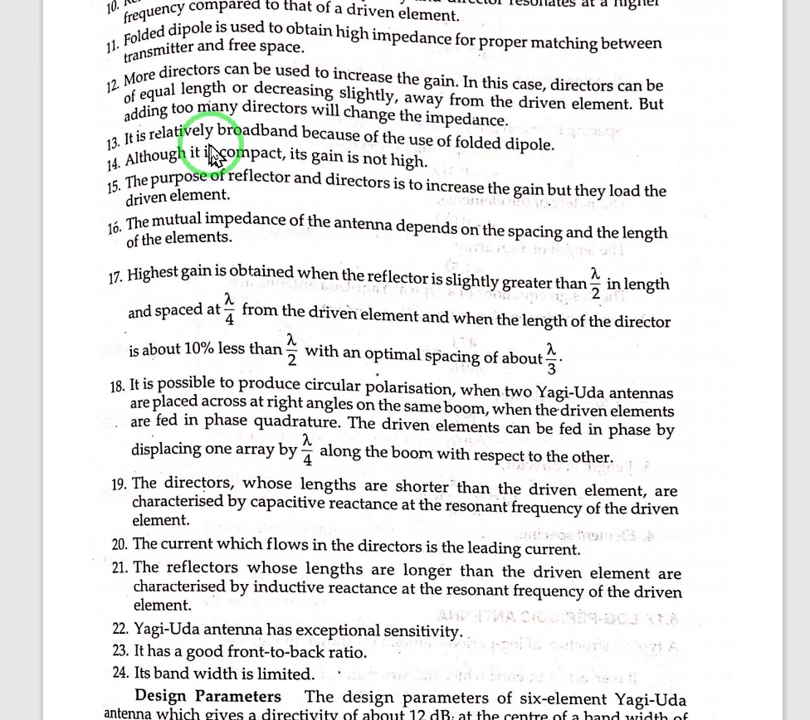 10.
resonates at a higher
frequency compared to that of a driven element.
11. Folded dipole is used to obtain high impedance for proper matching between
transmitter and free space.
12. More directors can be used to increase the gain. In this case, directors can be
of equal length or decreasing slightly, away from the driven element. But
adding too many directors will change the impedance.
13. It is relatively broadband because of the use of folded dipole.
14. Although it is compact, its gain is not high.
15. The purpose of reflector and directors is to increase the gain but they load the
driven element.
16. The mutual impedance of the antenna depends on the spacing and the length
of the elements.
17. Highest gain is obtained when the reflector is slightly greater than λ/2 in length
and spaced at λ/4 from the driven element and when the length of the director
is about 10% less than λ/2 with an optimal spacing of about λ/3.
18. It is possible to produce circular polarisation, when two Yagi-Uda antennas
are placed across at right angles on the same boom, when the driven elements
are fed in phase quadrature. The driven elements can be fed in phase by
displacing one array by λ/4 along the boom with respect to the other.
19. The directors, whose lengths are shorter than the driven element, are
characterised by capacitive reactance at the resonant frequency of the driven
element.
20. The current which flows in the directors is the leading current.
21. The reflectors whose lengths are longer than the driven element are
characterised by inductive reactance at the resonant frequency of the driven
element.
22. Yagi-Uda antenna has exceptional sensitivity.
23. It has a good front-to-back ratio.
24. Its band width is limited.
Design Parameters The design parameters of six-element Yagi-Uda
antenna which gives a directivity of about 12 dB, at the centre of a band width of